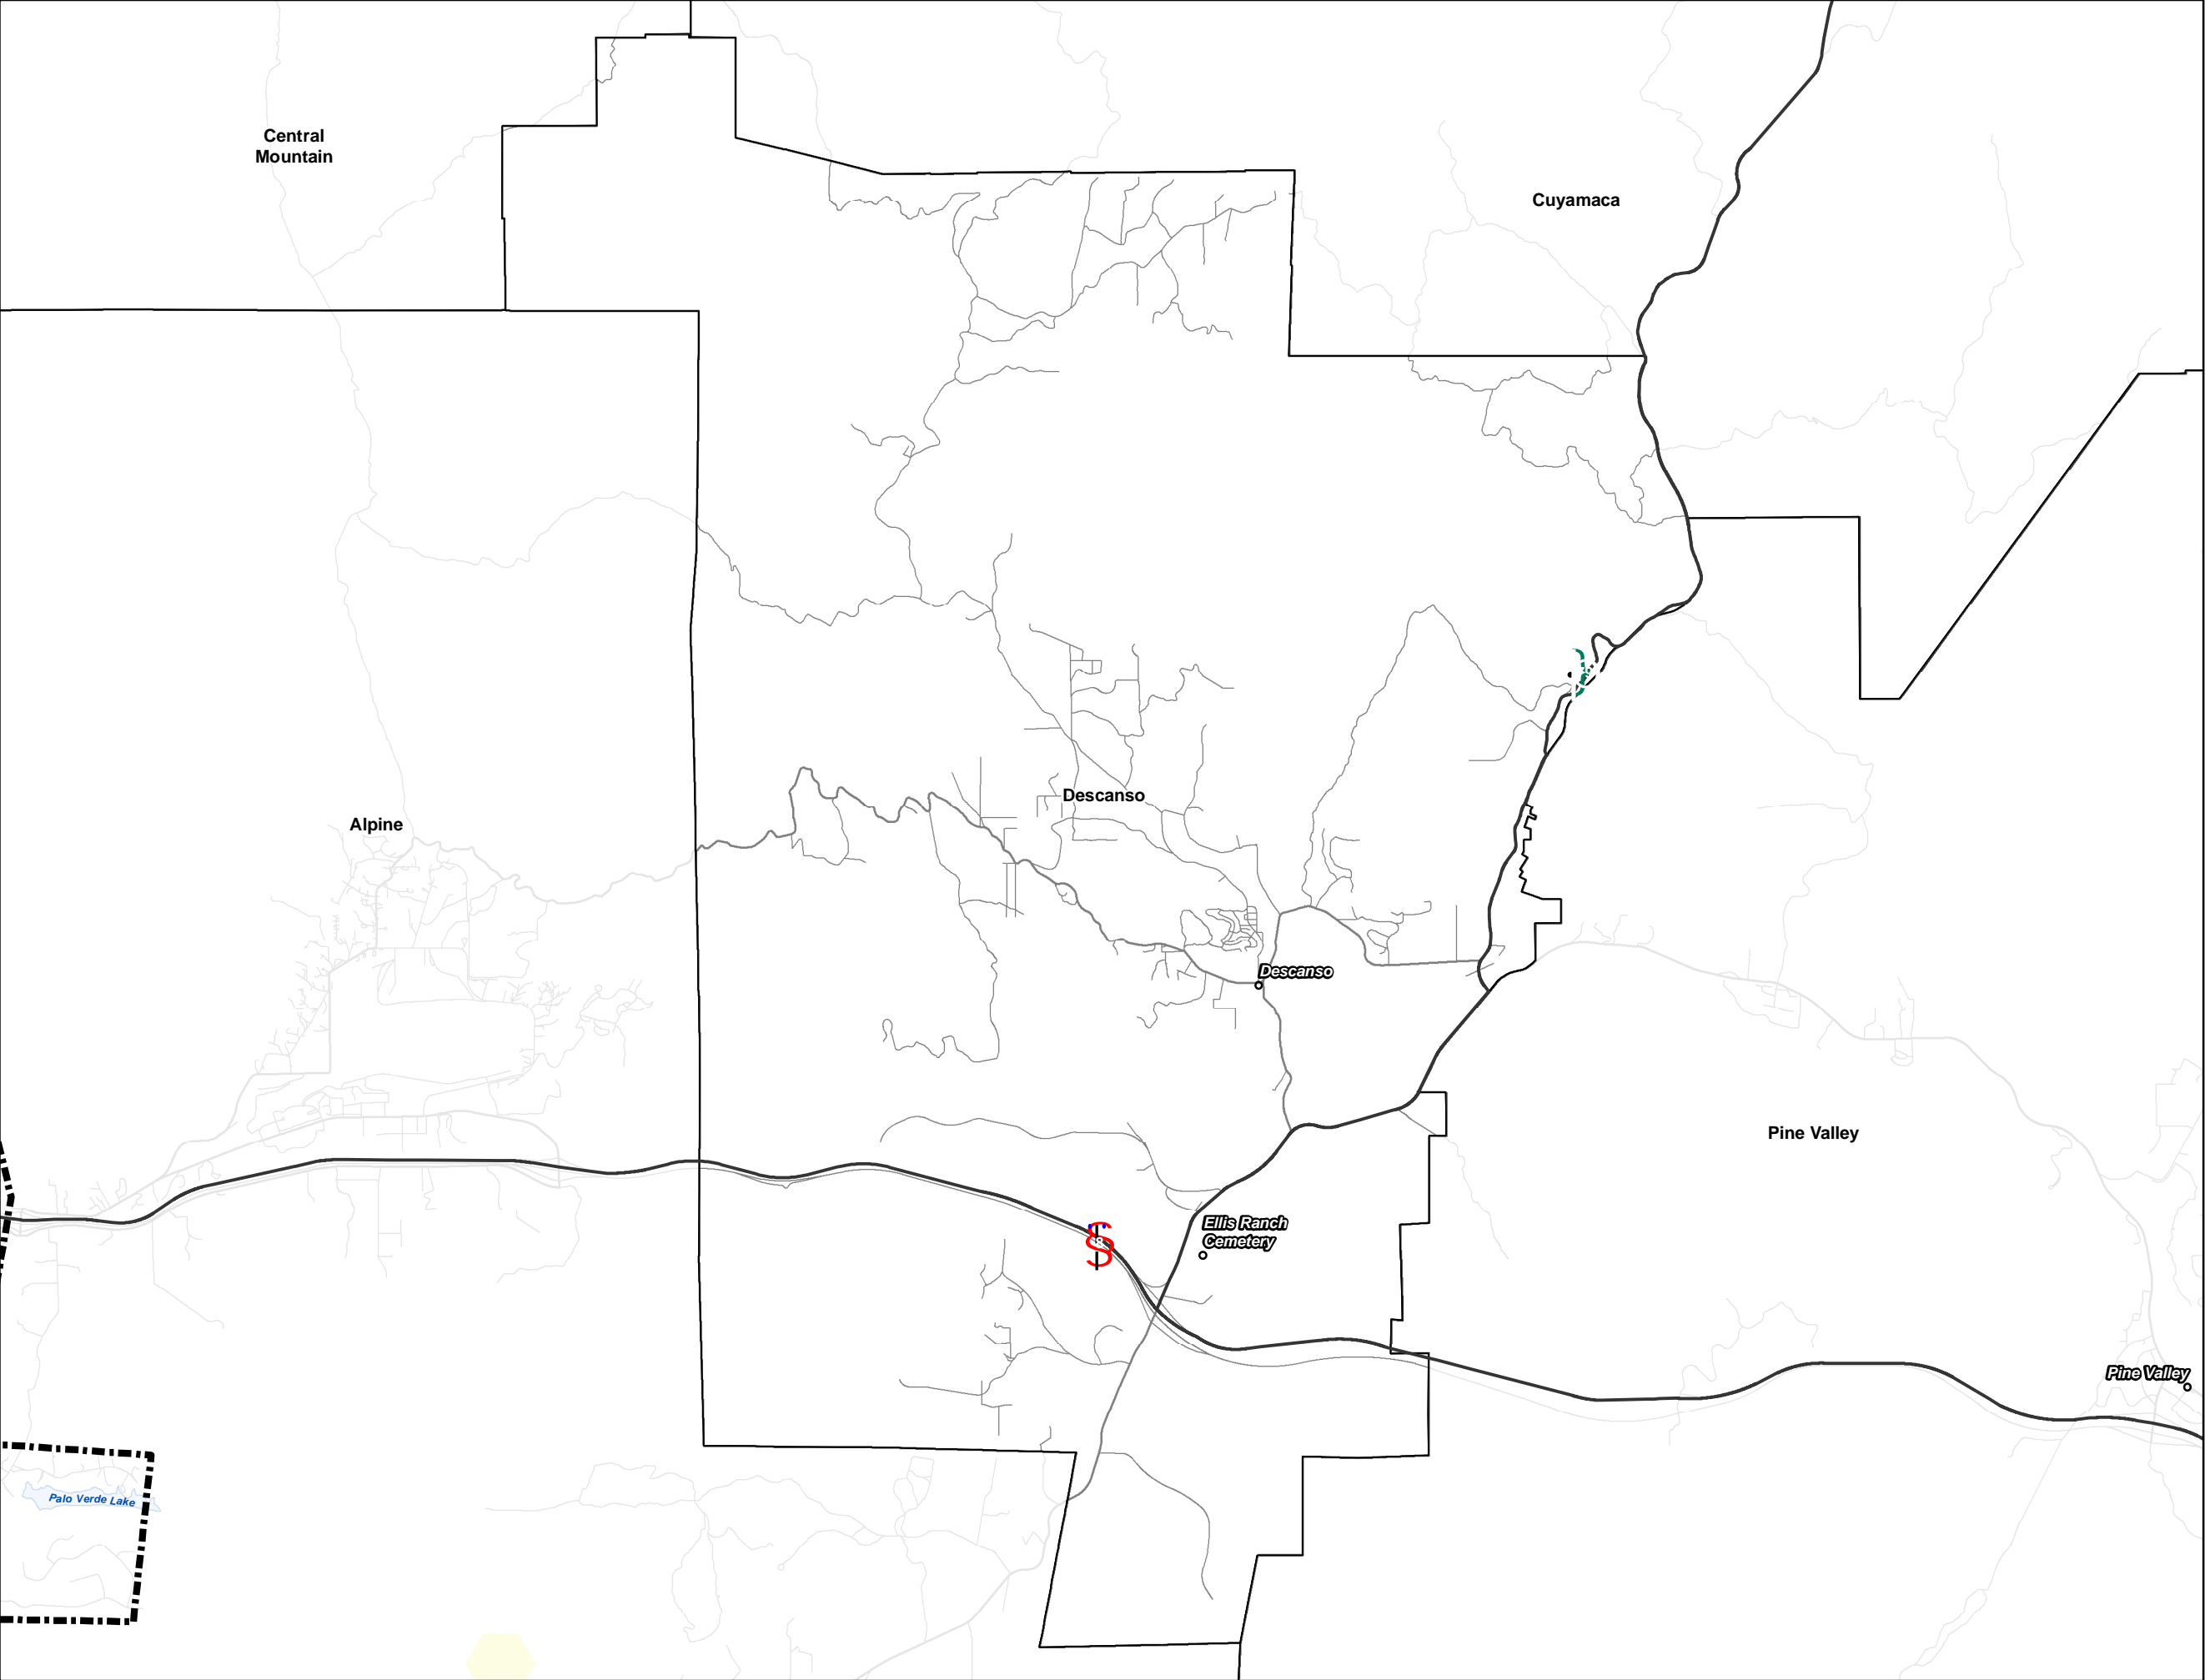 Central
Mountain
Cuyamaca
Descanso
Alpine
Descanso
Pine Valley
Ellis Ranch
Cemetery
Pine Valley
Palo Verde Lake